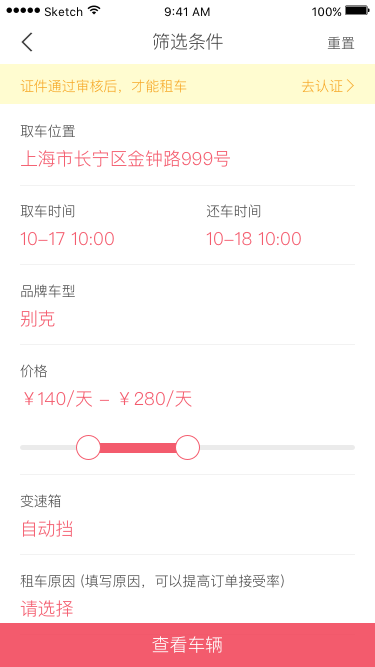 Sketch 9:41 AM 100%
筛选条件 重置
证件通过审核后，才能租车 去认证
取车位置
上海市长宁区金钟路999号
取车时间 还车时间
10-17 10:00 10-18 10:00
品牌车型
别克
价格
￥140/天 - ￥280/天
变速箱
自动挡
租车原因 (填写原因，可以提高订单接受率)
请选择
查看车辆